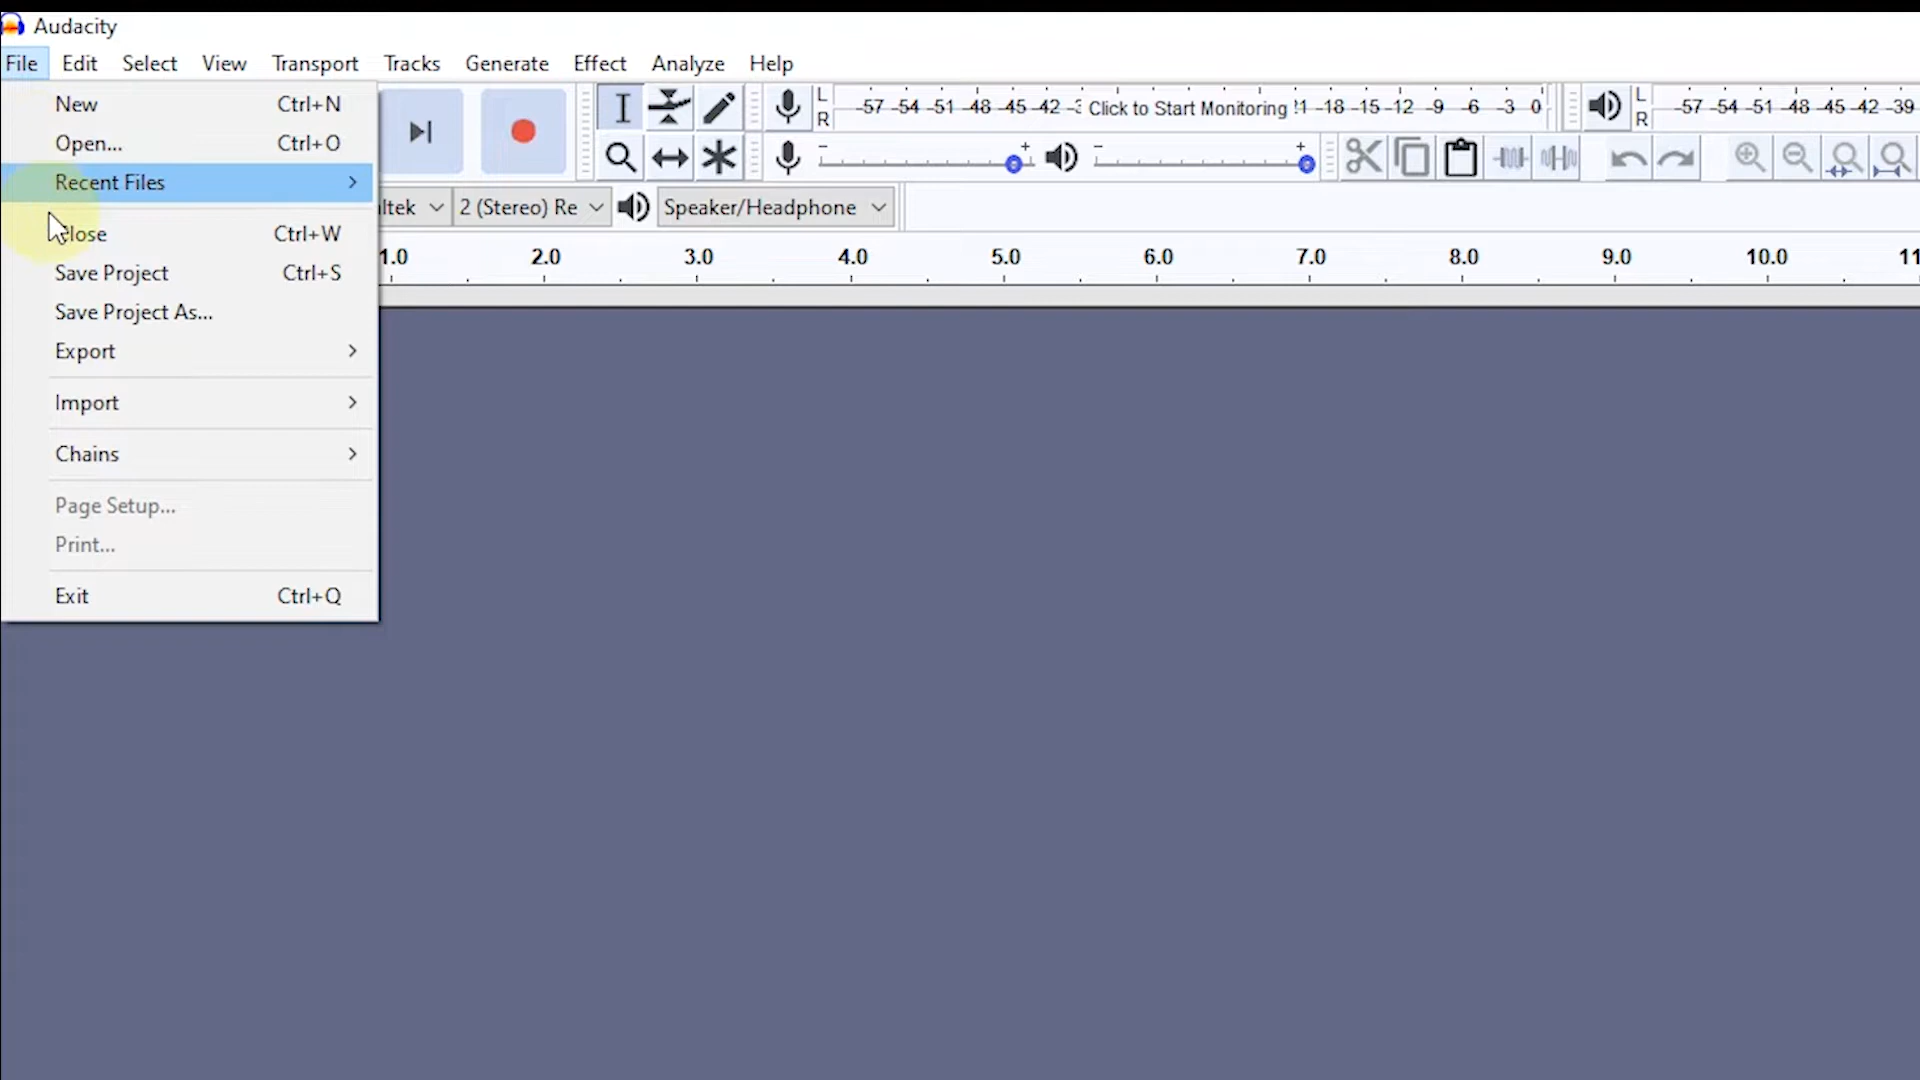 Audacity
File Edit Select View Transport Tracks Generate Effect Analyze Help
New Ctrl+N
Open... Ctrl+O
Recent Files
Close Ctrl+W
Save Project Ctrl+S
Save Project As...
Export
Import
Chains
Page Setup...
Print...
Exit Ctrl+Q
L
R
-57 -54 -51 -48 -45 -42 Click to Start Monitoring -18 -15 -12 -9 -6 -3 0
L
R
-57 -54 -51 -48 -45 -42 -39
2 (Stereo) Re Speaker/Headphone
1.0 2.0 3.0 4.0 5.0 6.0 7.0 8.0 9.0 10.0 11